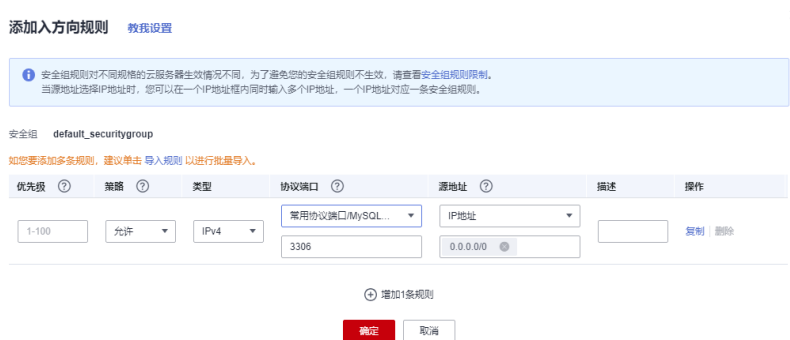 添加入方向规则 教我设置
安全组规则对不同规格的云服务器生效情况不同，为了避免您的安全组规则不生效，请查看安全组规则限制。
当源地址选择IP地址时，您可以在一个IP地址框内同时输入多个IP地址，一个IP地址对应一条安全组规则。
安全组 default_securitygroup
如您要添加多条规则，建议单击 导入规则 以进行批量导入。
优先级 策略 类型 协议端口 源地址 描述 操作
1-100 允许 IPv4 常用协议端口/MySQL... IP地址 复制 删除
3306 0.0.0.0/0
增加1条规则
确定 取消